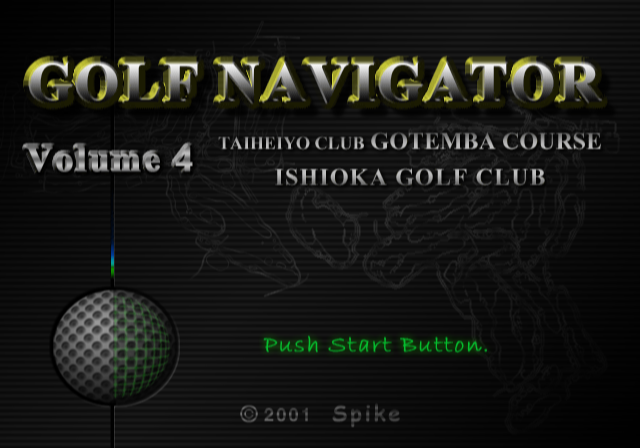 GOLF NAVIGATOR
Volume 4
TAIHEIYO CLUB GOTEMBA COURSE
ISHIOKA GOLF CLUB
Push Start Button.
© 2001 Spike